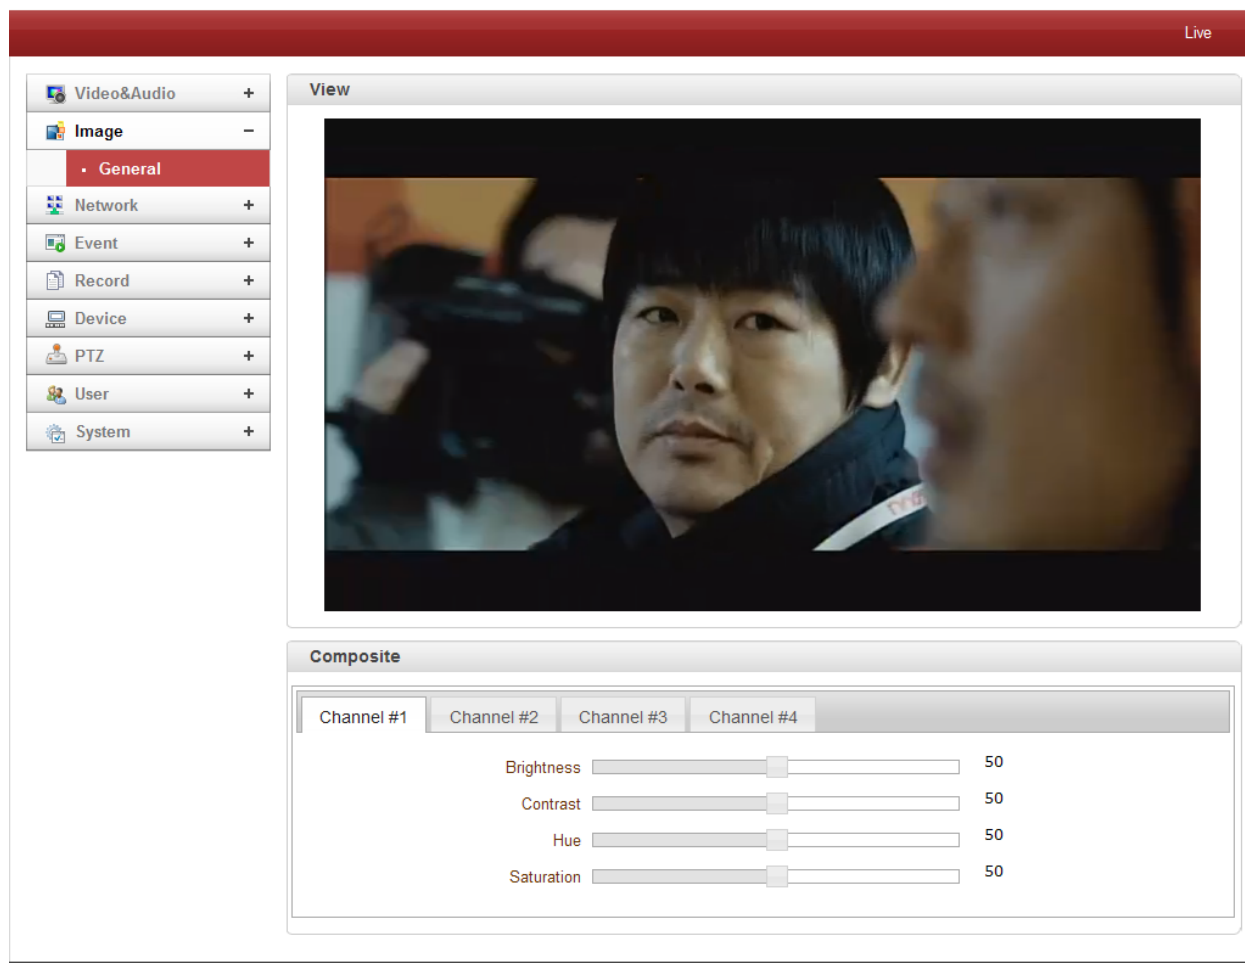 Live
Video&Audio +
Image −
• General
Network +
Event +
Record +
Device +
PTZ +
User +
System +
View
Composite
Channel #1 Channel #2 Channel #3 Channel #4
Brightness 50
Contrast 50
Hue 50
Saturation 50